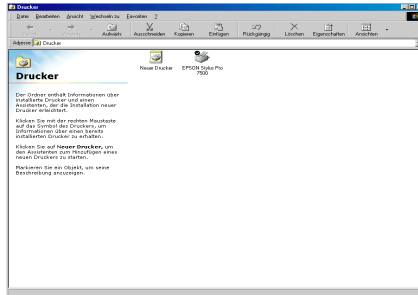 Drucker
Datei Bearbeiten Ansicht Wechseln zu Favoriten ?
Aufwärts Ausschneiden Kopieren Einfügen Rückgängig Löschen Eigenschaften Ansichten
Adresse Drucker
Neuer Drucker
EPSON Stylus Pro
7500
Drucker
Der Ordner enthält Informationen über
installierte Drucker und einen
Assistenten, der die Installation neuer
Drucker erleichtert.
Klicken Sie mit der rechten Maustaste
auf das Symbol des Druckers, um
Informationen über einen bereits
installierten Drucker zu erhalten.
Klicken Sie auf Neuer Drucker, um
den Assistenten zum Hinzufügen eines
neuen Druckers zu starten.
Markieren Sie ein Objekt, um seine
Beschreibung anzuzeigen.